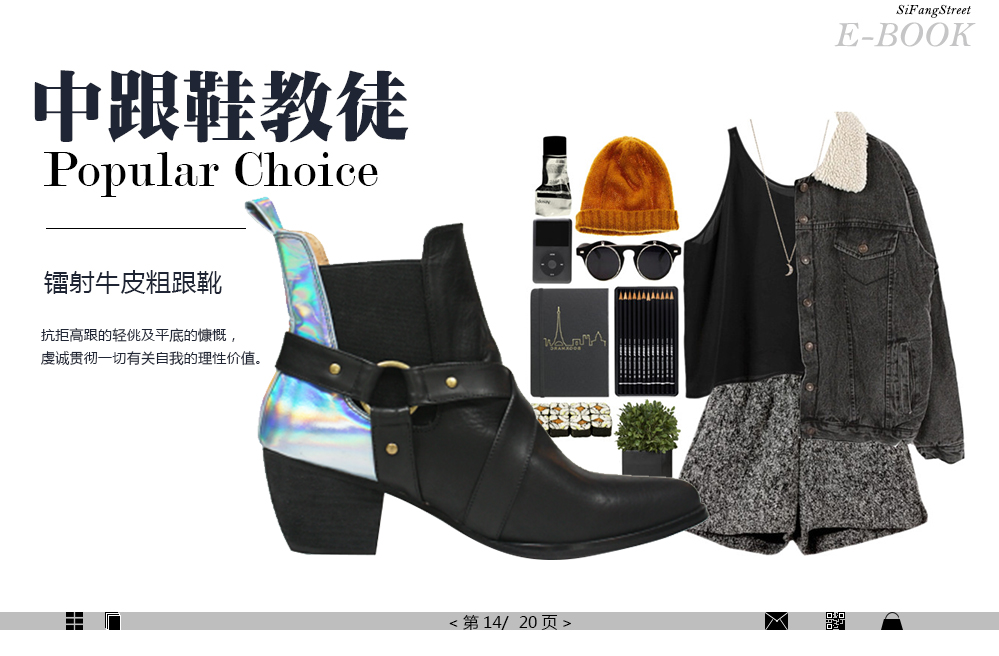 SiFangStreet
E-BOOK
中跟鞋教徒
Popular Choice
镭射牛皮粗跟靴
抗拒高跟的轻佻及平底的慷慨，
虔诚贯彻一切有关自我的理性价值。
< 第 14/ 20 页 >